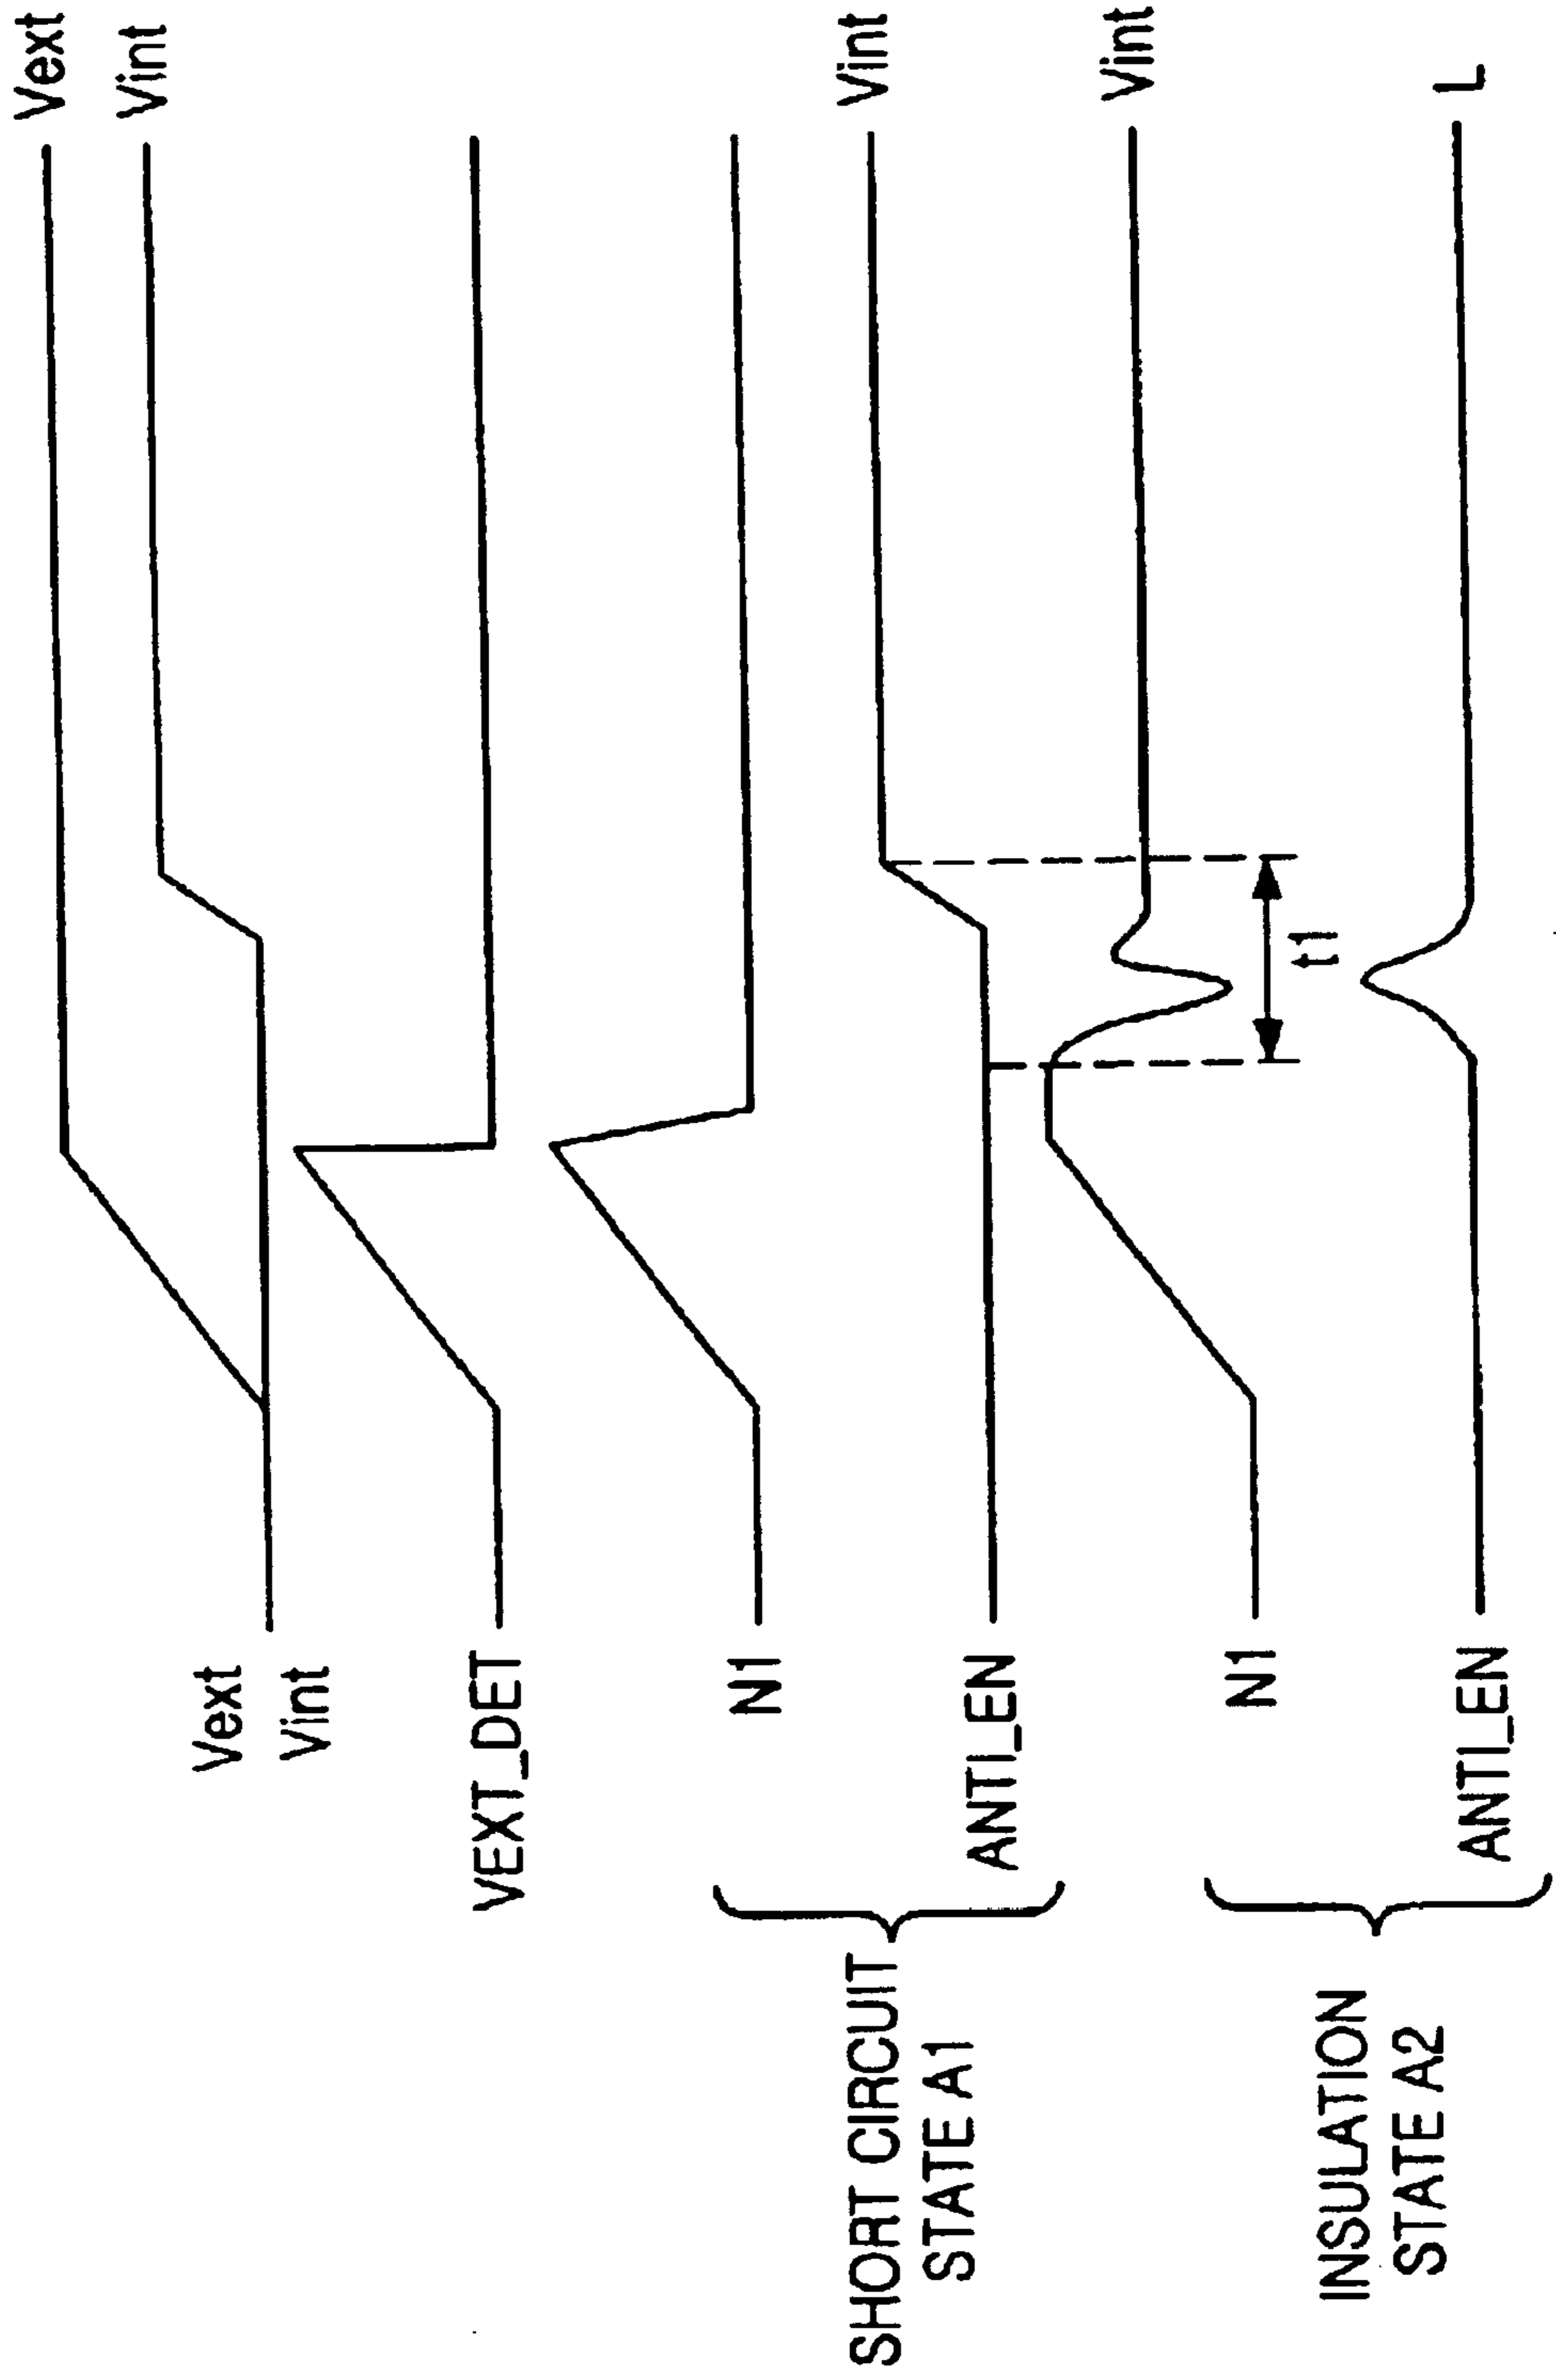 Vext
Vint
Vext
Vint
VEXT_DET
SHORT CIRCUIT
STATE A1
N1
ANTI_EN
Vint
INSULATION
STATE A2
N1
Vint
t1
ANTI_EN
L